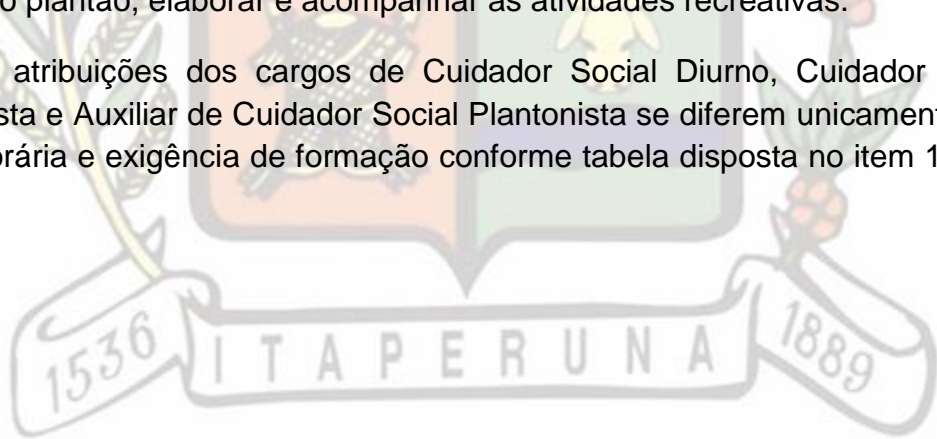 o plantão, elaborar e acompanhar as atividades recreativas.
atribuições dos cargos de Cuidador Social Diurno, Cuidador
sta e Auxiliar de Cuidador Social Plantonista se diferem unicament
orária e exigência de formação conforme tabela disposta no item 1
1536 ITAPERUNA 1889